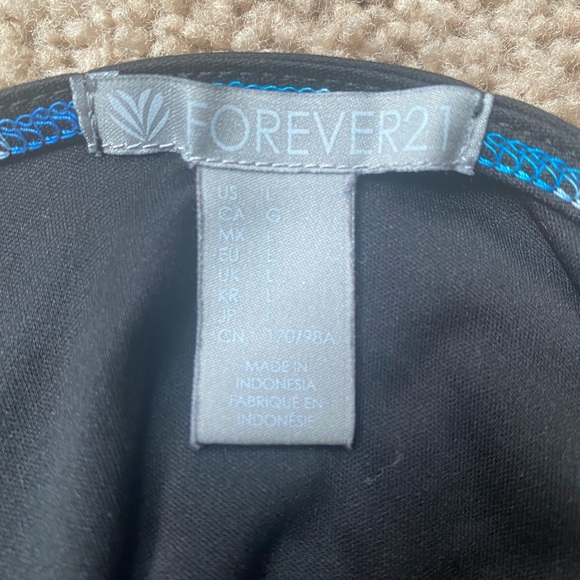 FOREVER21
US L
CA G
MX L
EU L
UK L
KR L
JP L
CN 170/98A
MADE IN
INDONESIA
FABRIQUÉ EN
INDONÉSIE